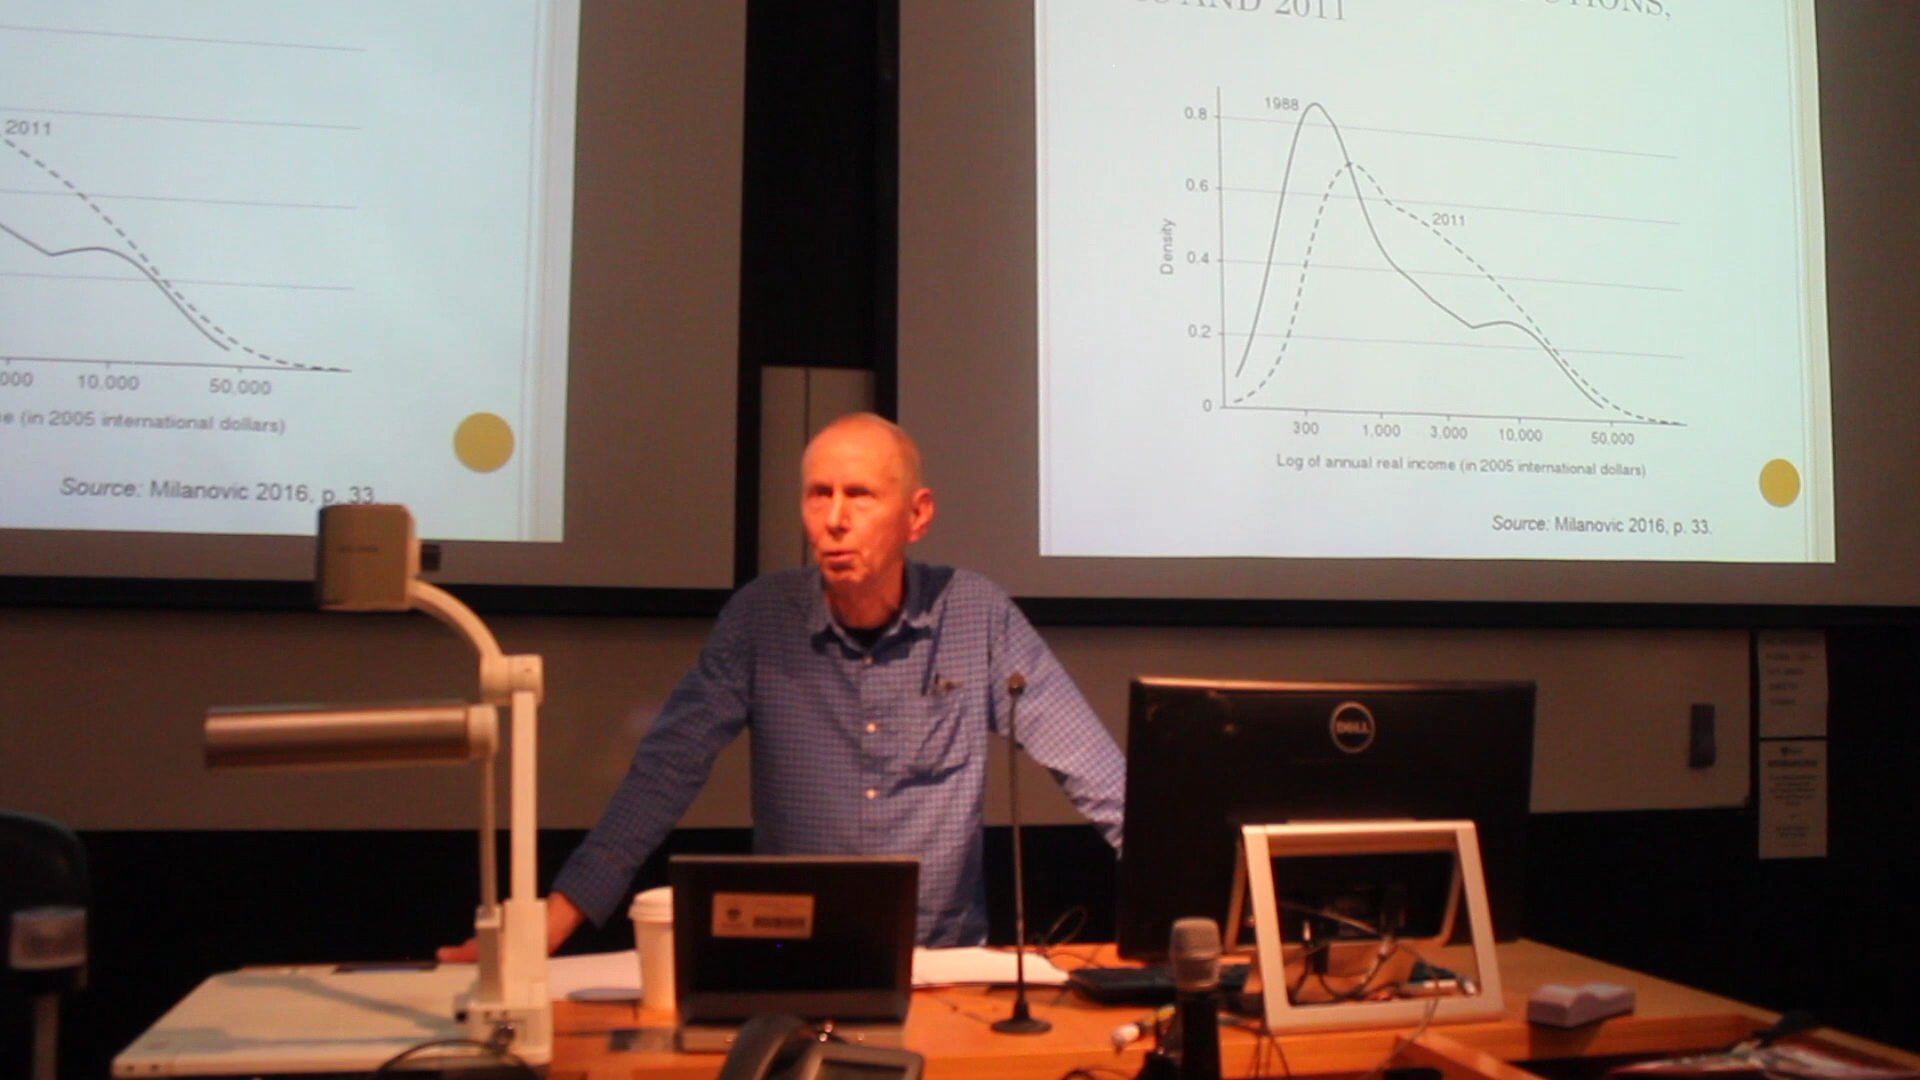 2011
10,000
50,000
(in 2005 international dollars)
Source: Milanovic 2016, p. 33
AND 2011
1988
0.8
0.6
2011
Density
0.4
0.2
0
300
1,000
3,000
10,000
50,000
Log of annual real income (in 2005 international dollars)
Source: Milanovic 2016, p. 33.
DELL